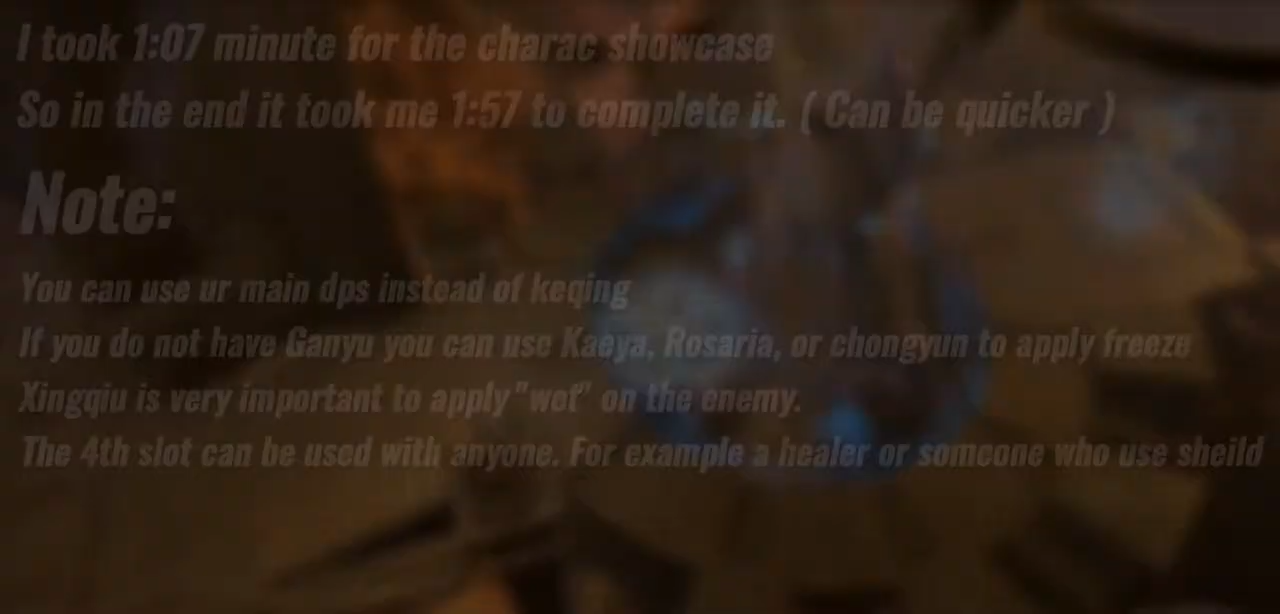 I took 1:07 minute for the charac showcase
So in the end it took me 1:57 to complete it. ( Can be quicker )
Note:
You can use ur main dps instead of keqing
If you do not have Ganyu you can use Kaeya, Rosaria, or chongyun to apply freeze
Xingqiu is very important to apply "wet" on the enemy.
The 4th slot can be used with anyone. For example a healer or someone who use sheild